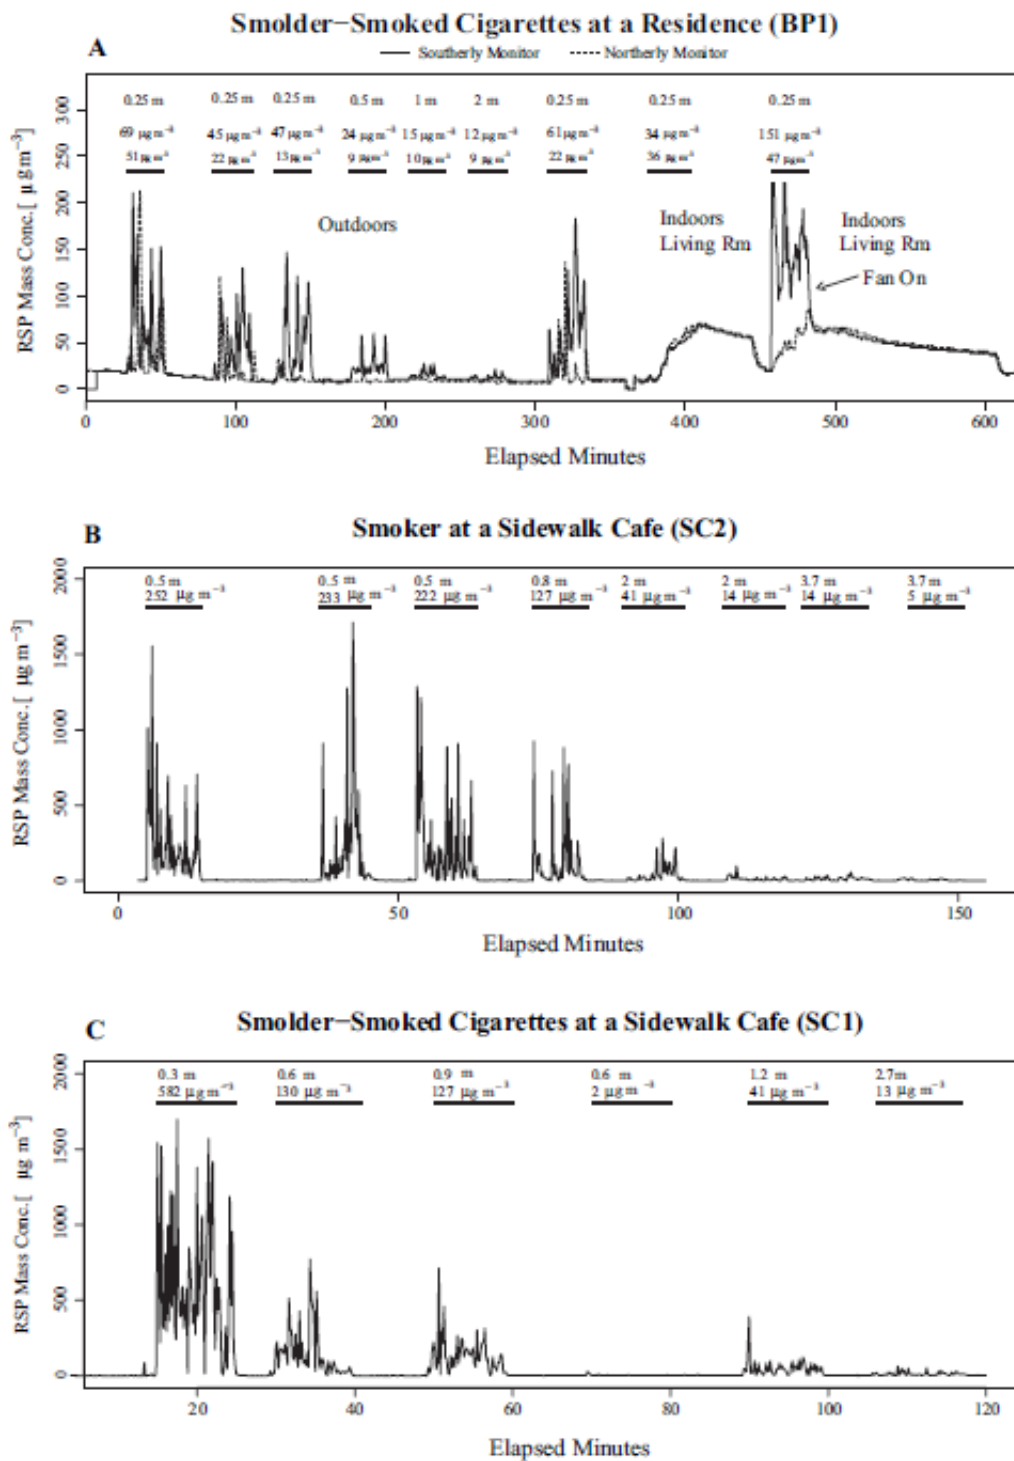 Smolder−Smoked Cigarettes at a Residence (BP1)
A
Southerly Monitor
Northerly Monitor
0.25 m 0.25 m 0.25 m 0.5 m 1 m 2 m 0.25 m 0.25 m 0.25 m
69 μg m⁻³ 45 μg m⁻³ 47 μg m⁻³ 24 μg m⁻³ 15 μg m⁻³ 12 μg m⁻³ 61 μg m⁻³ 34 μg m⁻³ 151 μg m⁻³
51 μg m⁻³ 22 μg m⁻³ 13 μg m⁻³ 9 μg m⁻³ 10 μg m⁻³ 9 μg m⁻³ 22 μg m⁻³ 36 μg m⁻³ 47 μg m⁻³
Outdoors
Indoors
Living Rm
Indoors
Living Rm
Fan On
RSP Mass Conc.[ μ gm⁻³]
300
250
200
150
100
50
0
0 100 200 300 400 500 600
Elapsed Minutes
B
Smoker at a Sidewalk Cafe (SC2)
0.5 m 0.5 m 0.5 m 0.8 m 2 m 2 m 3.7 m 3.7 m
252 μg m⁻³ 233 μg m⁻³ 222 μg m⁻³ 127 μg m⁻³ 41 μg m⁻³ 14 μg m⁻³ 14 μg m⁻³ 5 μg m⁻³
RSP Mass Conc.[ μg m⁻³]
2000
1500
1000
500
0
0 50 100 150
Elapsed Minutes
C
Smolder−Smoked Cigarettes at a Sidewalk Cafe (SC1)
0.3 m 0.6 m 0.9 m 0.6 m 1.2 m 2.7m
582 μg m⁻³ 130 μg m⁻³ 127 μg m⁻³ 2 μg m⁻³ 41 μg m⁻³ 13 μg m⁻³
RSP Mass Conc.[ μg m⁻³]
2000
1500
1000
500
0
20 40 60 80 100 120
Elapsed Minutes